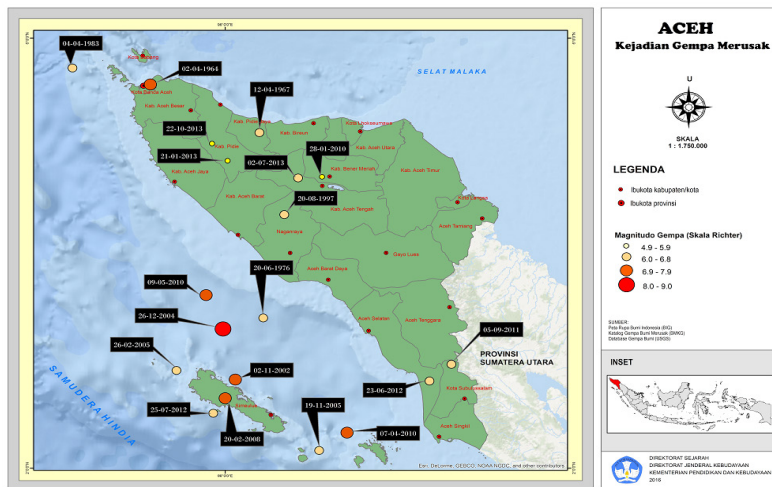 ACEH
Kejadian Gempa Merusak
U
SKALA
1 : 1.750.000
LEGENDA
Ibukota kabupaten/kota
Ibukota provinsi
Magnitudo Gempa (Skala Richter)
4.9 - 5.9
6.0 - 6.8
6.9 - 7.9
8.0 - 9.0
SUMBER:
Peta Rupa Bumi Indonesia (BIG)
Katalog Gempa Bumi Merusak (BMKG)
Database Gempa Bumi (USGS)
INSET
DIREKTORAT SEJARAH
DIREKTORAT JENDERAL KEBUDAYAAN
KEMENTERIAN PENDIDIKAN DAN KEBUDAYAAN
2016
04-04-1983
02-04-1964
12-04-1967
22-10-2013
21-01-2013
02-07-2013
28-01-2010
20-08-1997
20-06-1976
09-05-2010
26-12-2004
26-02-2005
02-11-2002
25-07-2012
20-02-2008
19-11-2005
07-04-2010
23-06-2012
05-09-2011
SELAT MALAKA
SAMUDERA HINDIA
PROVINSI
SUMATERA UTARA
Kota Sabang
Kota Banda Aceh
Kab. Aceh Besar
Kab. Pidie
Kab. Bireun
Kab. Aceh Utara
Kab. Aceh Timur
Kab. Aceh Jaya
Kab. Aceh Barat
Kab. Bener Meriah
Kab. Aceh Tengah
Nagan Raya
Gayo Lues
Aceh Tamiang
Aceh Barat Daya
Aceh Selatan
Aceh Tenggara
Aceh Singkil
Esri, DeLorme, GEBCO, NOAA NGDC, and other contributors